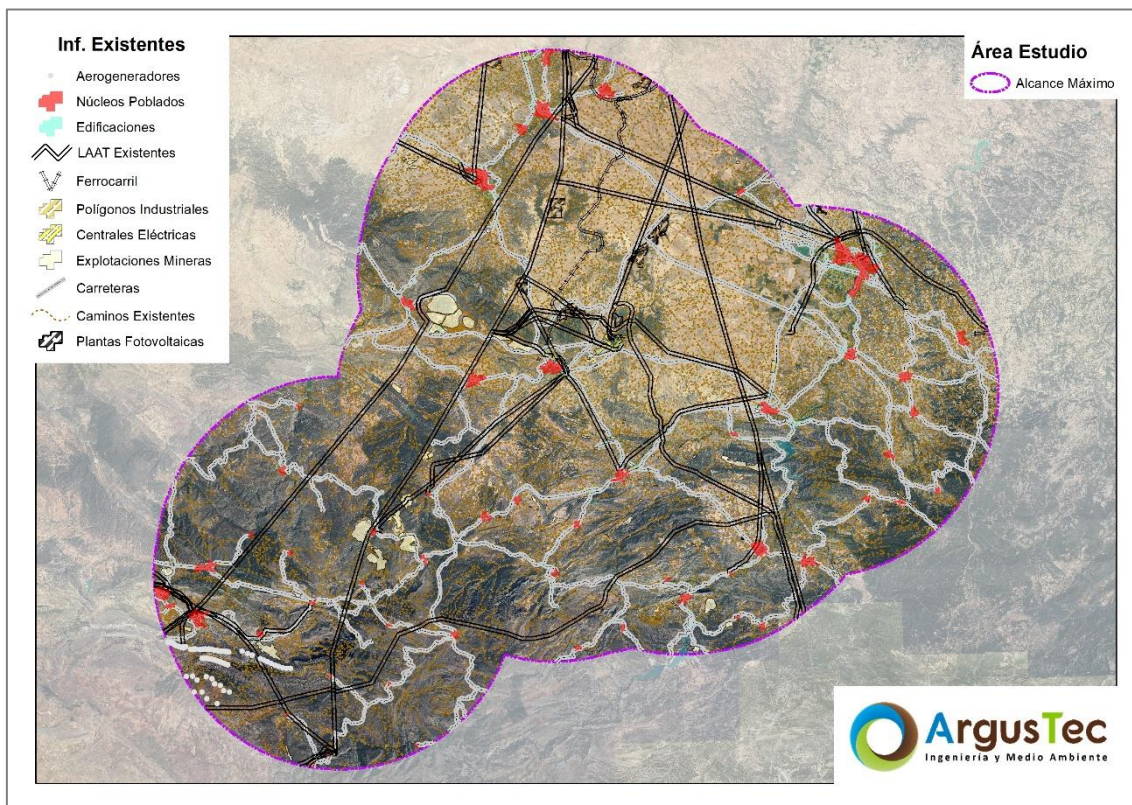 Inf. Existentes
Aerogeneradores
Núcleos Poblados
Edificaciones
LAAT Existentes
Ferrocarril
Polígonos Industriales
Centrales Eléctricas
Explotaciones Mineras
Carreteras
Caminos Existentes
Plantas Fotovoltaicas
Área Estudio
Alcance Máximo
ArgusTec
Ingeniería y Medio Ambiente